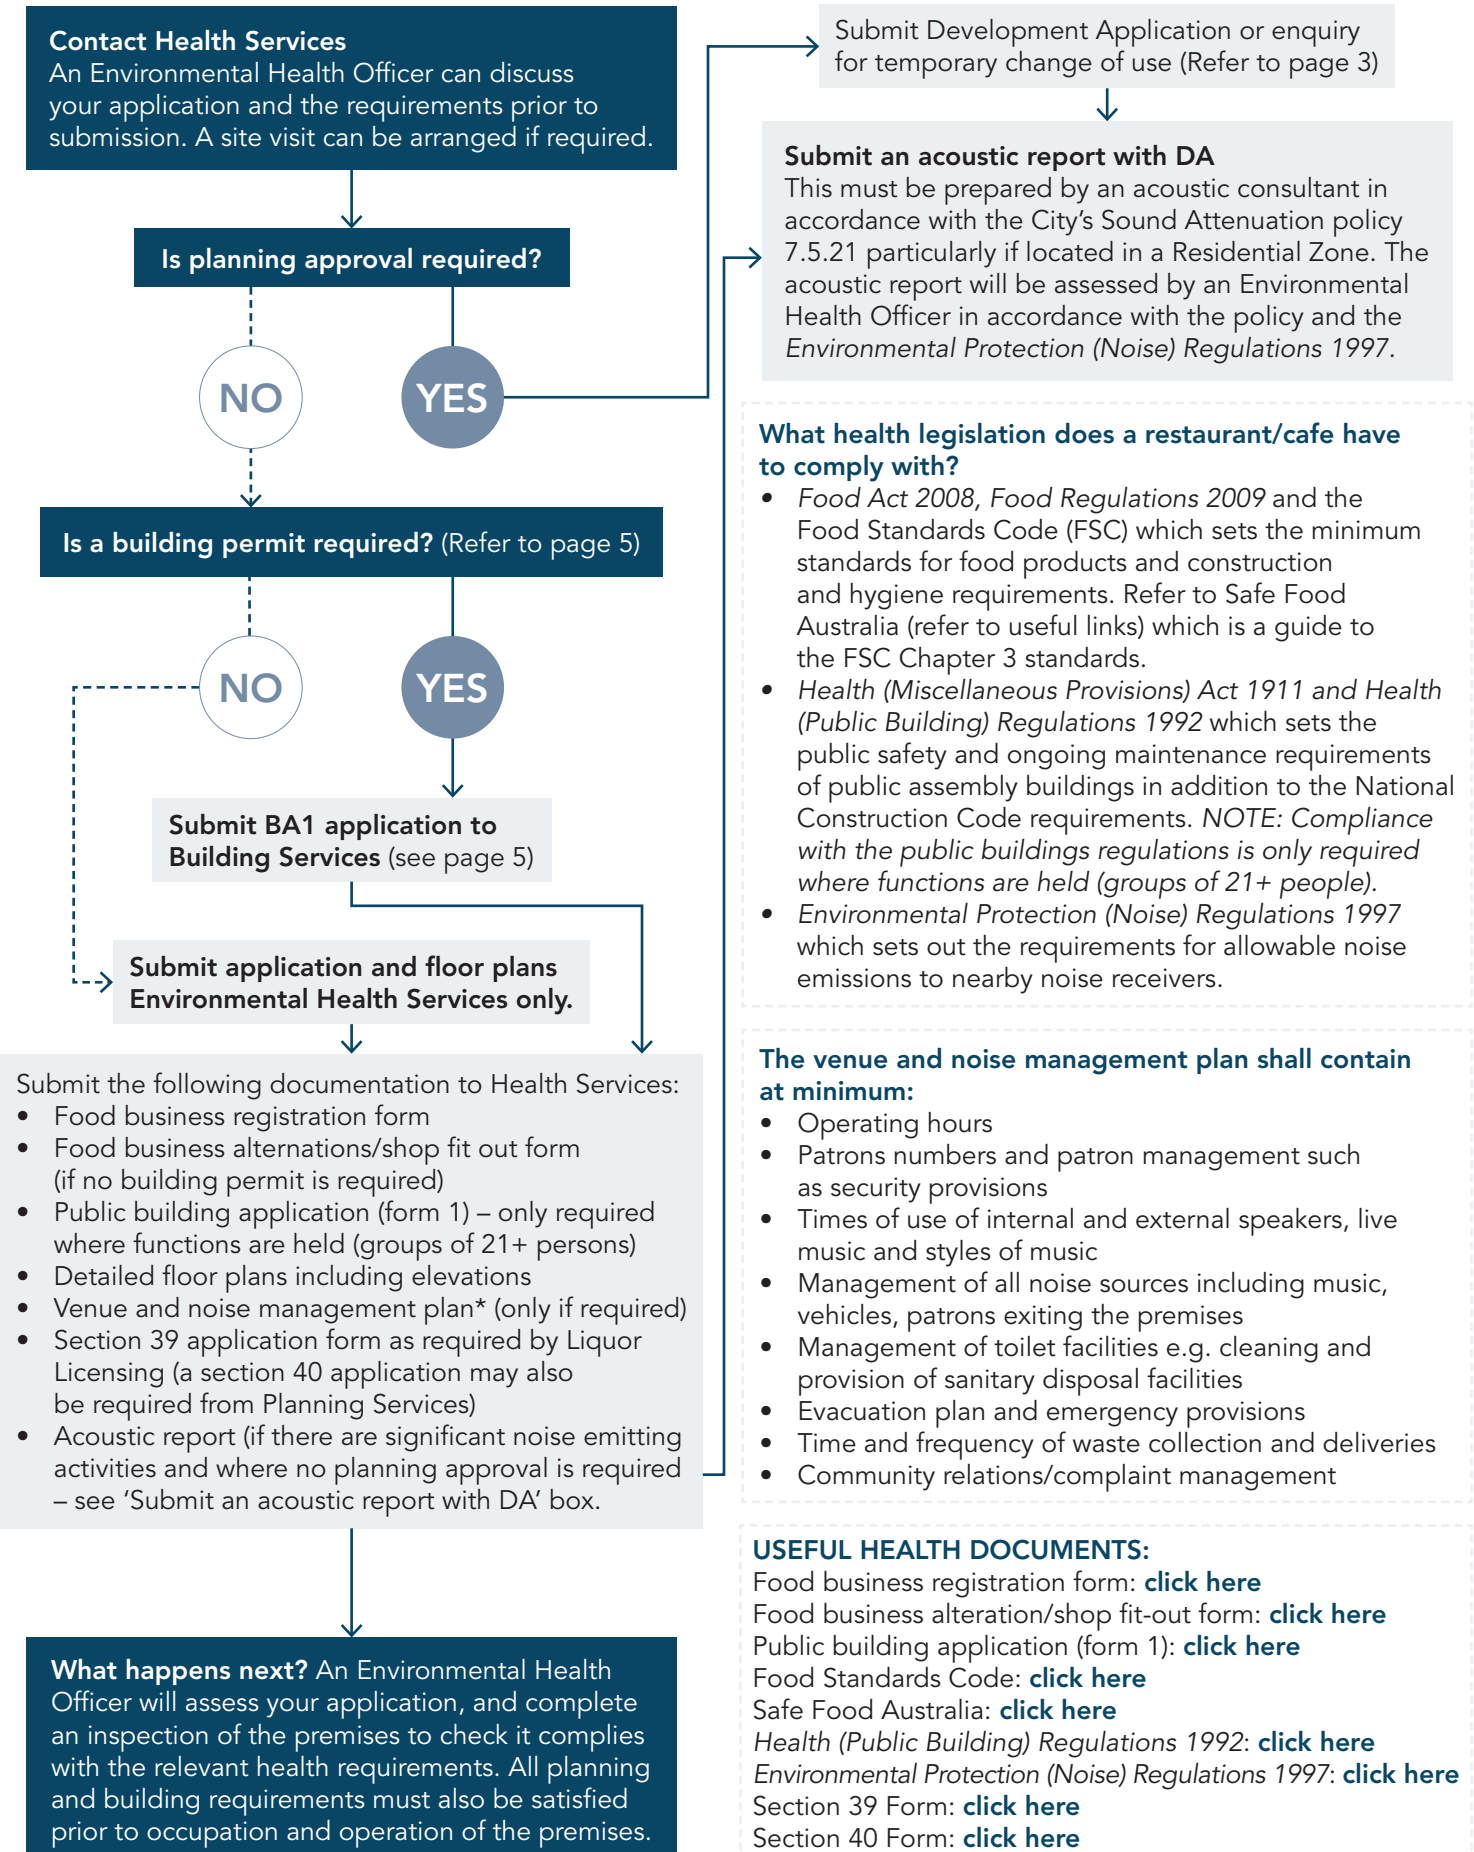 Contact Health Services
An Environmental Health Officer can discuss
your application and the requirements prior to
submission. A site visit can be arranged if required.
Is planning approval required?
NO
YES
Is a building permit required? (Refer to page 5)
NO
YES
Submit BA1 application to
Building Services (see page 5)
Submit application and floor plans
Environmental Health Services only.
Submit the following documentation to Health Services:
• Food business registration form
• Food business alternations/shop fit out form
(if no building permit is required)
• Public building application (form 1) – only required
where functions are held (groups of 21+ persons)
• Detailed floor plans including elevations
• Venue and noise management plan* (only if required)
• Section 39 application form as required by Liquor
Licensing (a section 40 application may also
be required from Planning Services)
• Acoustic report (if there are significant noise emitting
activities and where no planning approval is required
– see ‘Submit an acoustic report with DA’ box.
What happens next? An Environmental Health
Officer will assess your application, and complete
an inspection of the premises to check it complies
with the relevant health requirements. All planning
and building requirements must also be satisfied
prior to occupation and operation of the premises.
Submit Development Application or enquiry
for temporary change of use (Refer to page 3)
Submit an acoustic report with DA
This must be prepared by an acoustic consultant in
accordance with the City’s Sound Attenuation policy
7.5.21 particularly if located in a Residential Zone. The
acoustic report will be assessed by an Environmental
Health Officer in accordance with the policy and the
Environmental Protection (Noise) Regulations 1997.
What health legislation does a restaurant/cafe have
to comply with?
• Food Act 2008, Food Regulations 2009 and the
Food Standards Code (FSC) which sets the minimum
standards for food products and construction
and hygiene requirements. Refer to Safe Food
Australia (refer to useful links) which is a guide to
the FSC Chapter 3 standards.
• Health (Miscellaneous Provisions) Act 1911 and Health
(Public Building) Regulations 1992 which sets the
public safety and ongoing maintenance requirements
of public assembly buildings in addition to the National
Construction Code requirements. NOTE: Compliance
with the public buildings regulations is only required
where functions are held (groups of 21+ people).
• Environmental Protection (Noise) Regulations 1997
which sets out the requirements for allowable noise
emissions to nearby noise receivers.
The venue and noise management plan shall contain
at minimum:
• Operating hours
• Patrons numbers and patron management such
as security provisions
• Times of use of internal and external speakers, live
music and styles of music
• Management of all noise sources including music,
vehicles, patrons exiting the premises
• Management of toilet facilities e.g. cleaning and
provision of sanitary disposal facilities
• Evacuation plan and emergency provisions
• Time and frequency of waste collection and deliveries
• Community relations/complaint management
USEFUL HEALTH DOCUMENTS:
Food business registration form: click here
Food business alteration/shop fit-out form: click here
Public building application (form 1): click here
Food Standards Code: click here
Safe Food Australia: click here
Health (Public Building) Regulations 1992: click here
Environmental Protection (Noise) Regulations 1997: click here
Section 39 Form: click here
Section 40 Form: click here